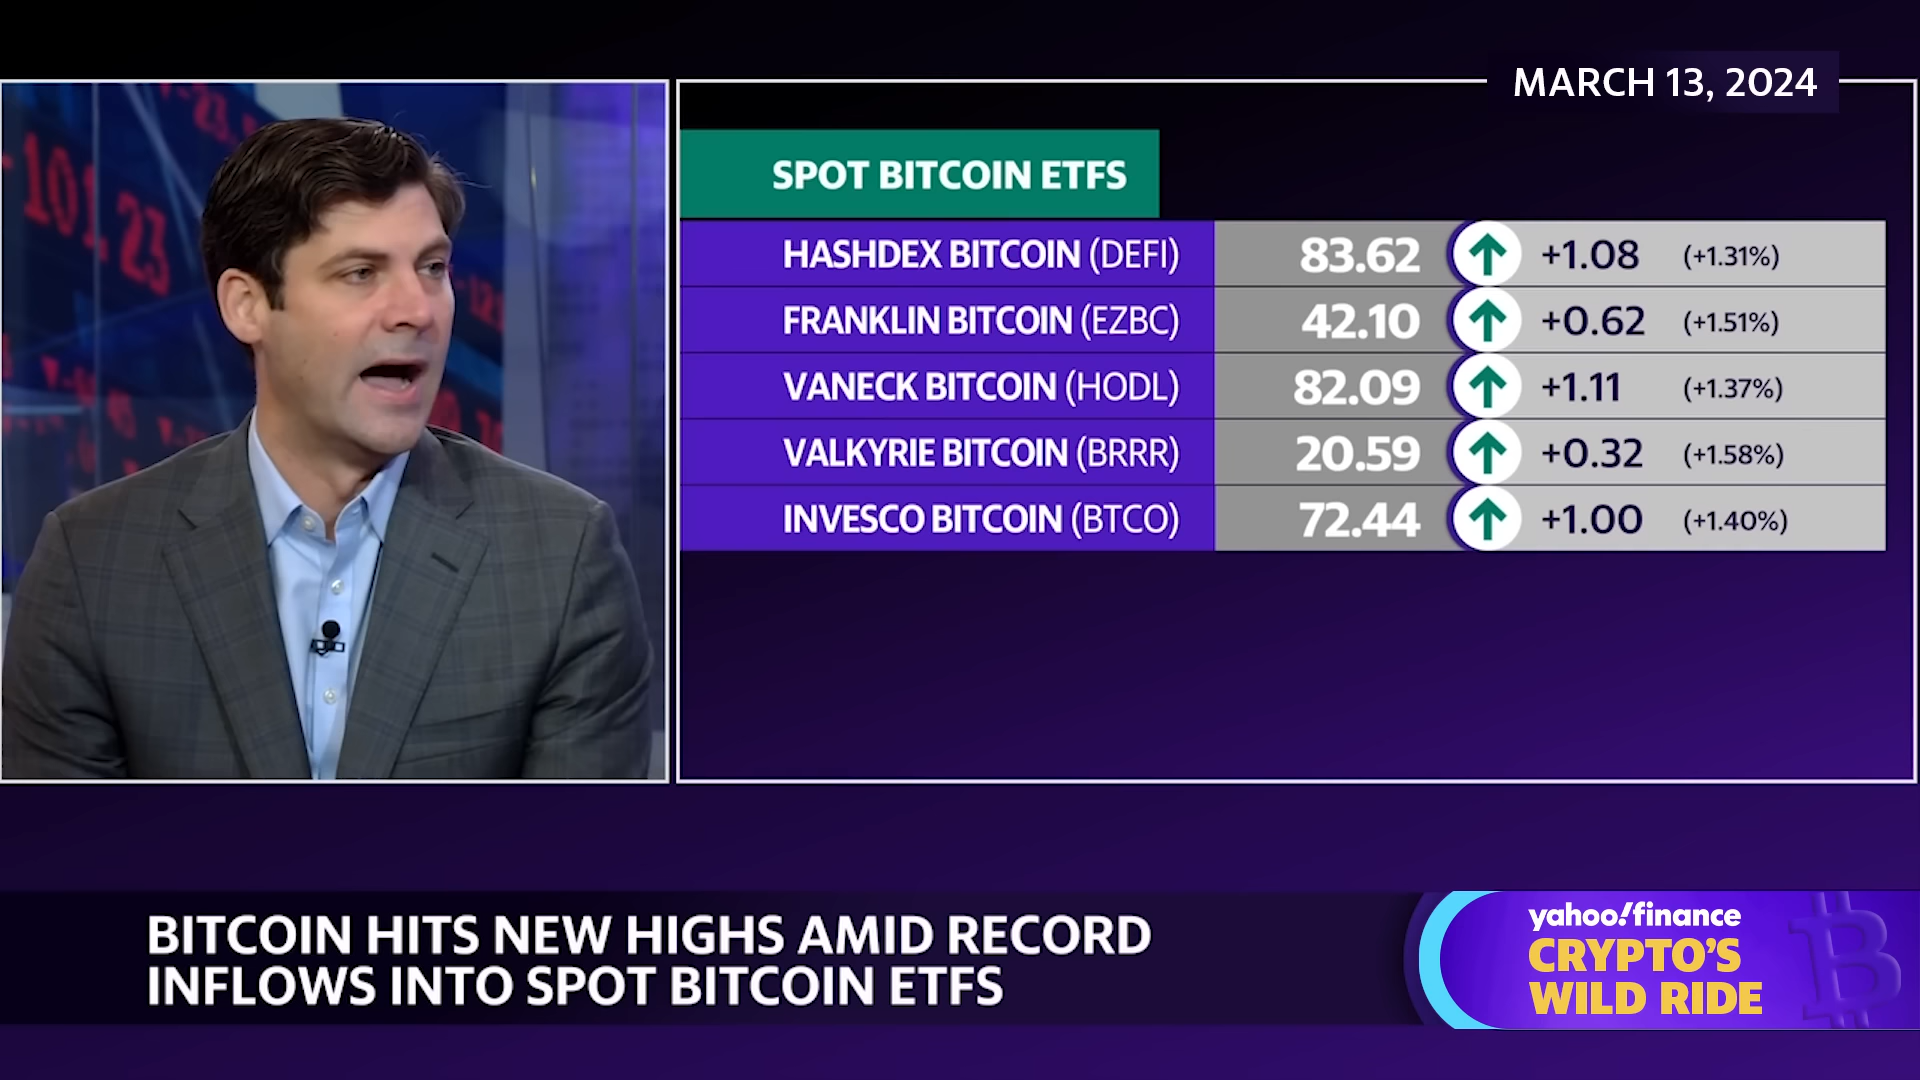 MARCH 13, 2024
SPOT BITCOIN ETFS
HASHDEX BITCOIN (DEFI) 83.62 +1.08 (+1.31%)
FRANKLIN BITCOIN (EZBC) 42.10 +0.62 (+1.51%)
VANECK BITCOIN (HODL) 82.09 +1.11 (+1.37%)
VALKYRIE BITCOIN (BRRR) 20.59 +0.32 (+1.58%)
INVESCO BITCOIN (BTCO) 72.44 +1.00 (+1.40%)
BITCOIN HITS NEW HIGHS AMID RECORD
INFLOWS INTO SPOT BITCOIN ETFS
yahoo!finance
CRYPTO'S
WILD RIDE